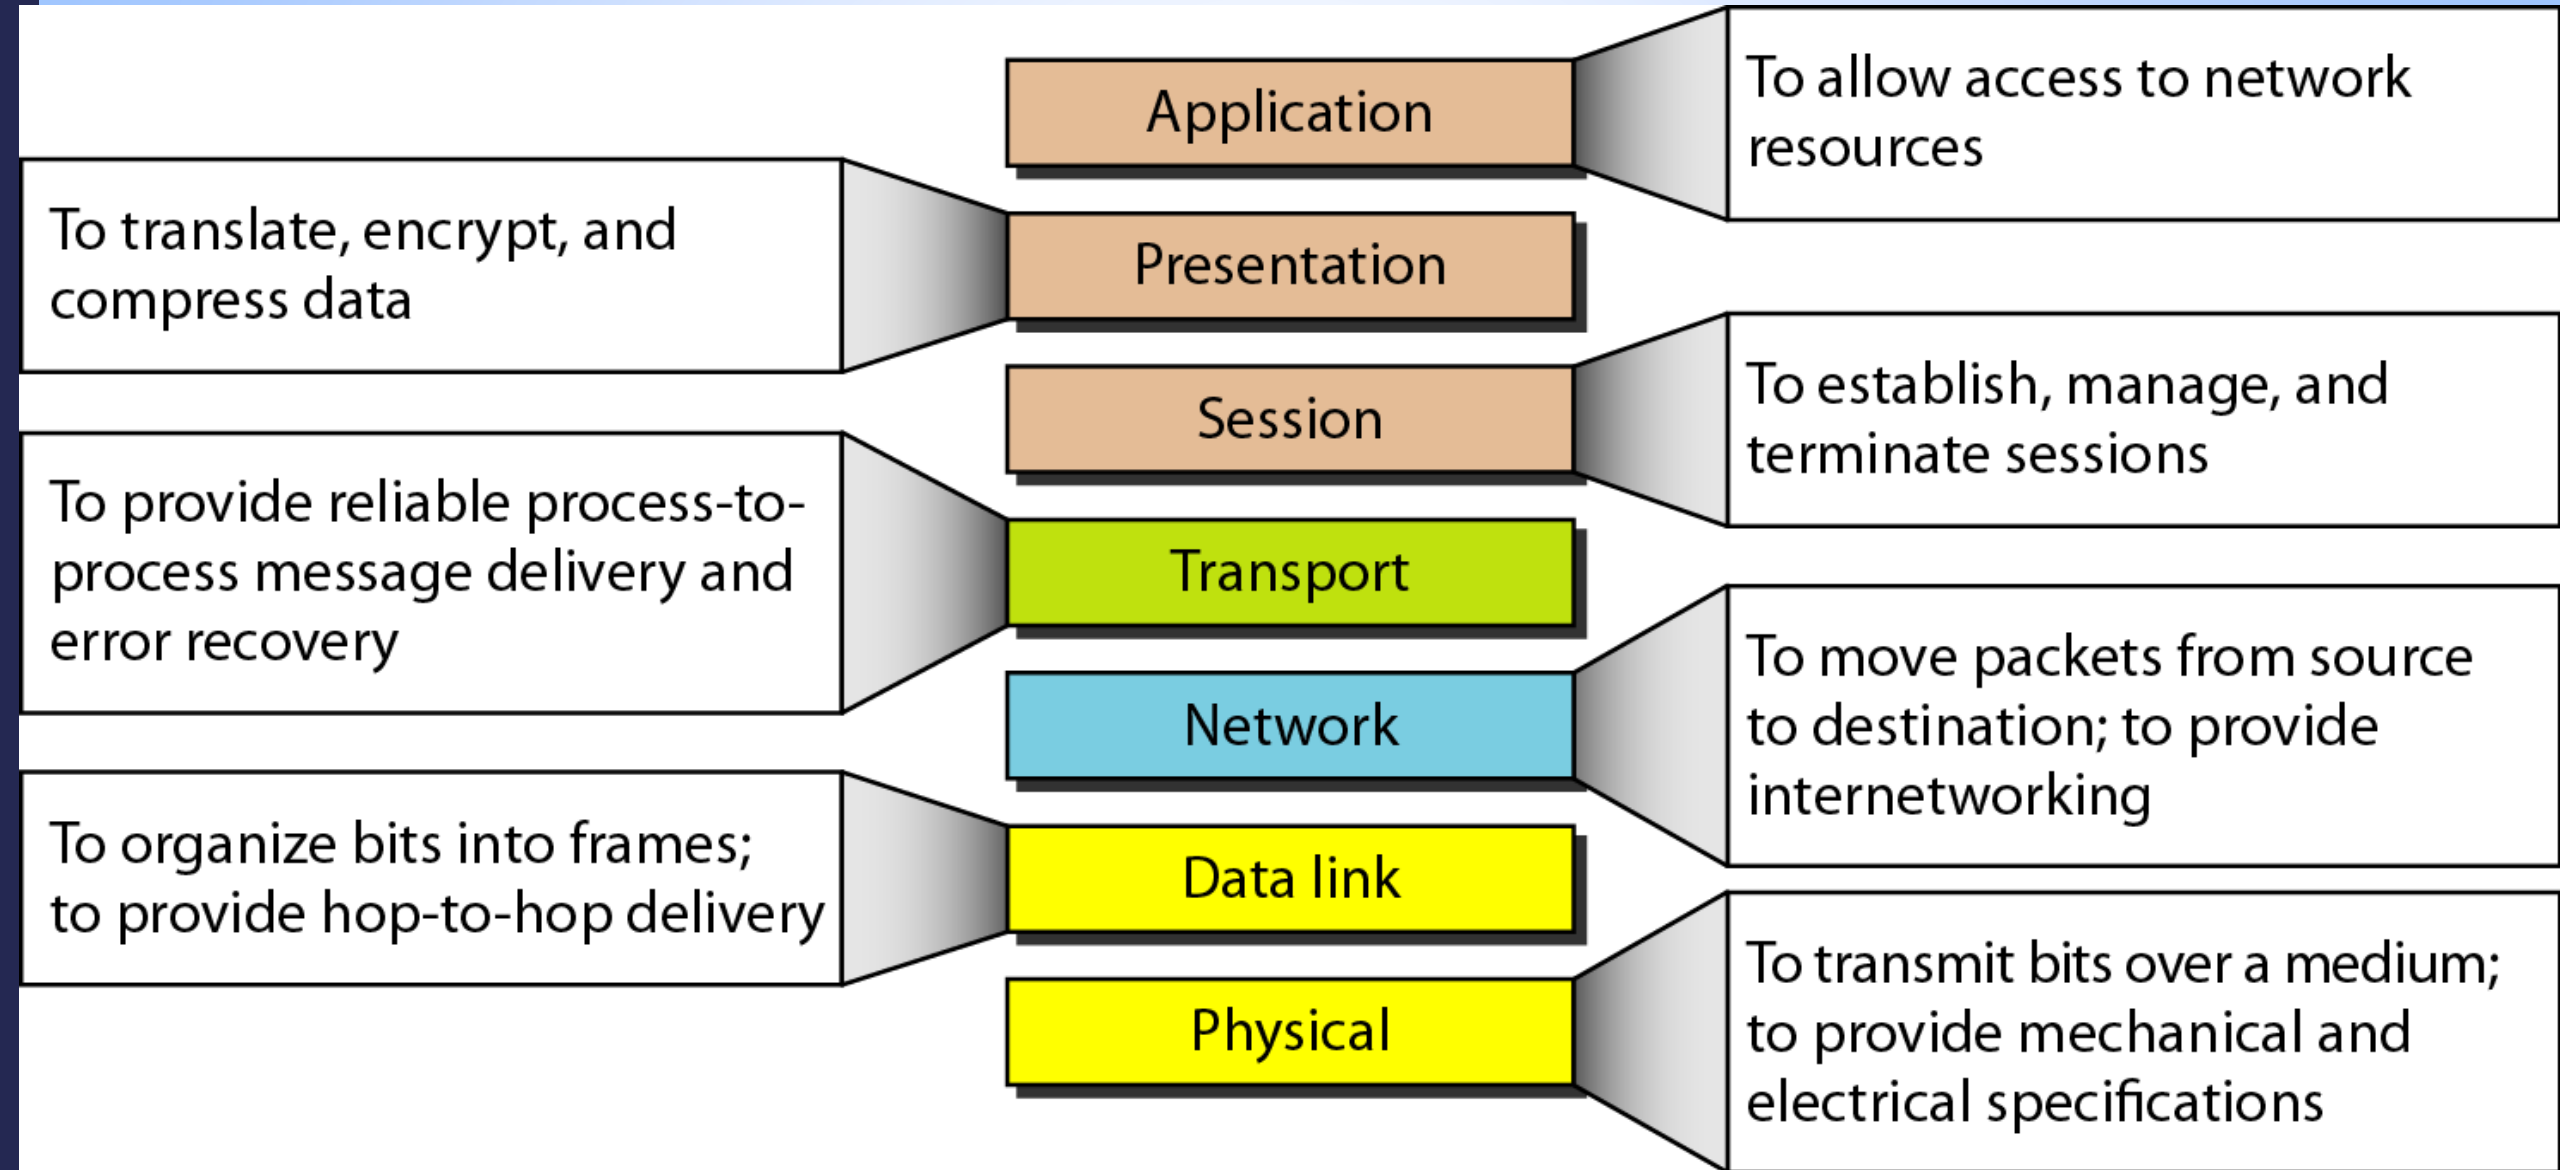 Application
To allow access to network
resources
To translate, encrypt, and
compress data
Presentation
Session
To establish, manage, and
terminate sessions
To provide reliable process-to-
process message delivery and
error recovery
Transport
Network
To move packets from source
to destination; to provide
internetworking
To organize bits into frames;
to provide hop-to-hop delivery
Data link
Physical
To transmit bits over a medium;
to provide mechanical and
electrical specifications